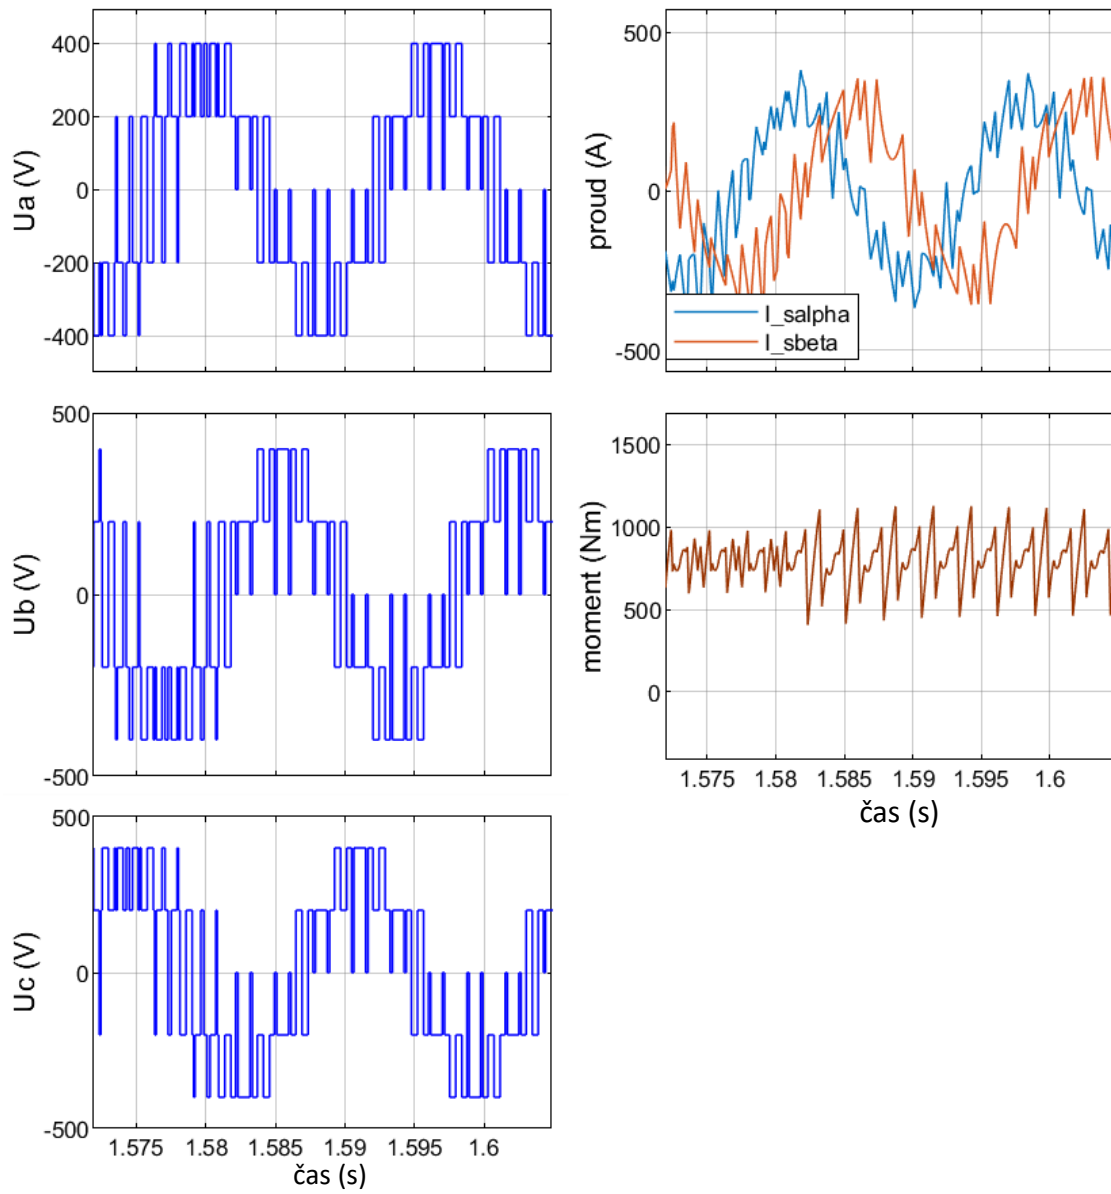 Ua (V)
400
200
0
-200
-400
Ub (V)
500
0
-500
Uc (V)
500
0
-500
1.575 1.58 1.585 1.59 1.595 1.6
čas (s)
proud (A)
500
0
-500
I_salpha
I_sbeta
moment (Nm)
1500
1000
500
0
1.575 1.58 1.585 1.59 1.595 1.6
čas (s)